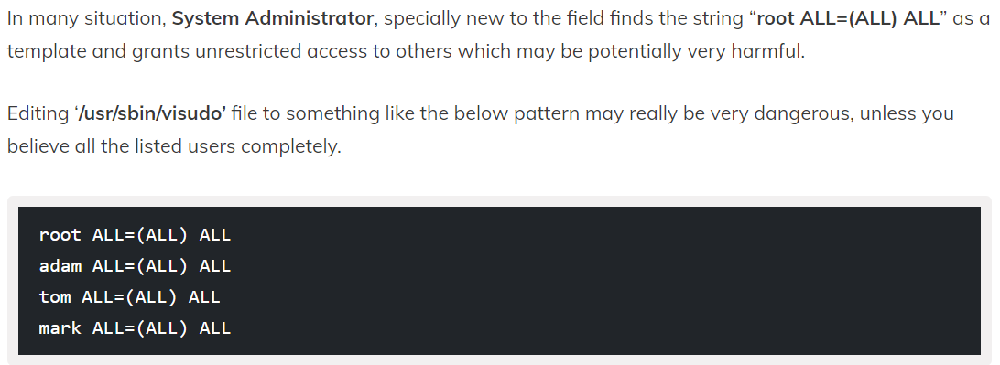 In many situation, System Administrator, specially new to the field finds the string “root ALL=(ALL) ALL” as a
template and grants unrestricted access to others which may be potentially very harmful.
Editing ‘/usr/sbin/visudo’ file to something like the below pattern may really be very dangerous, unless you
believe all the listed users completely.
root ALL=(ALL) ALL
adam ALL=(ALL) ALL
tom ALL=(ALL) ALL
mark ALL=(ALL) ALL